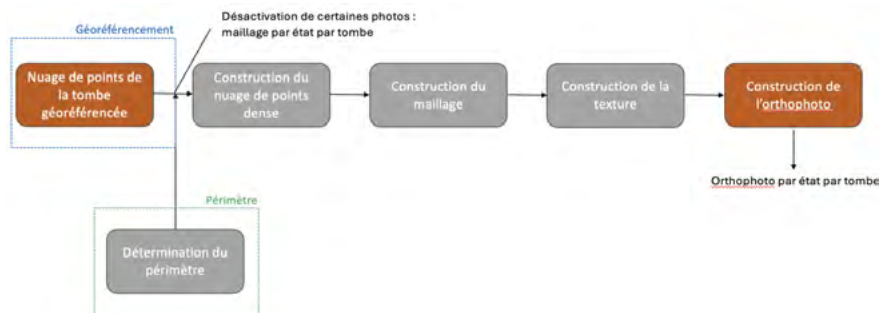 Désactivation de certaines photos :
maillage par état par tombe
Géoréférencement
Nuage de points de
la tombe
géoréférencée
Construction du
nuage de points
dense
Construction du
maillage
Construction de la
texture
Construction de
l'orthophoto
Orthophoto par état par tombe
Périmètre
Détermination du
périmètre